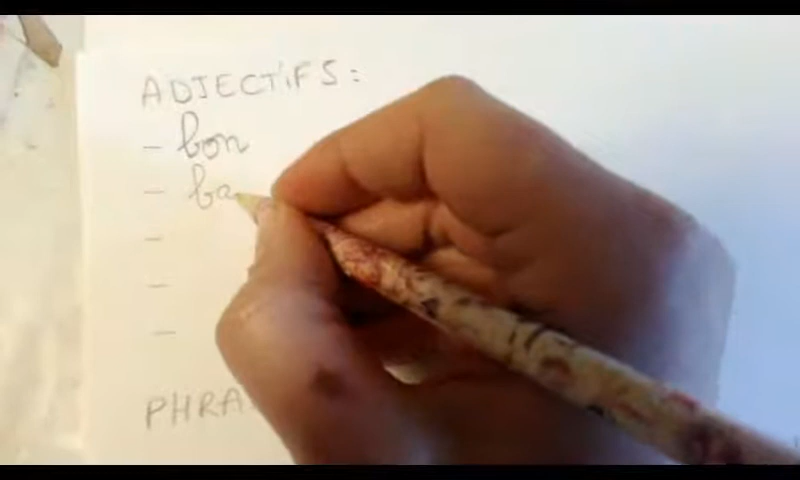 ADJECTIFS:
- bon
- ba
-
-
-
PHRA